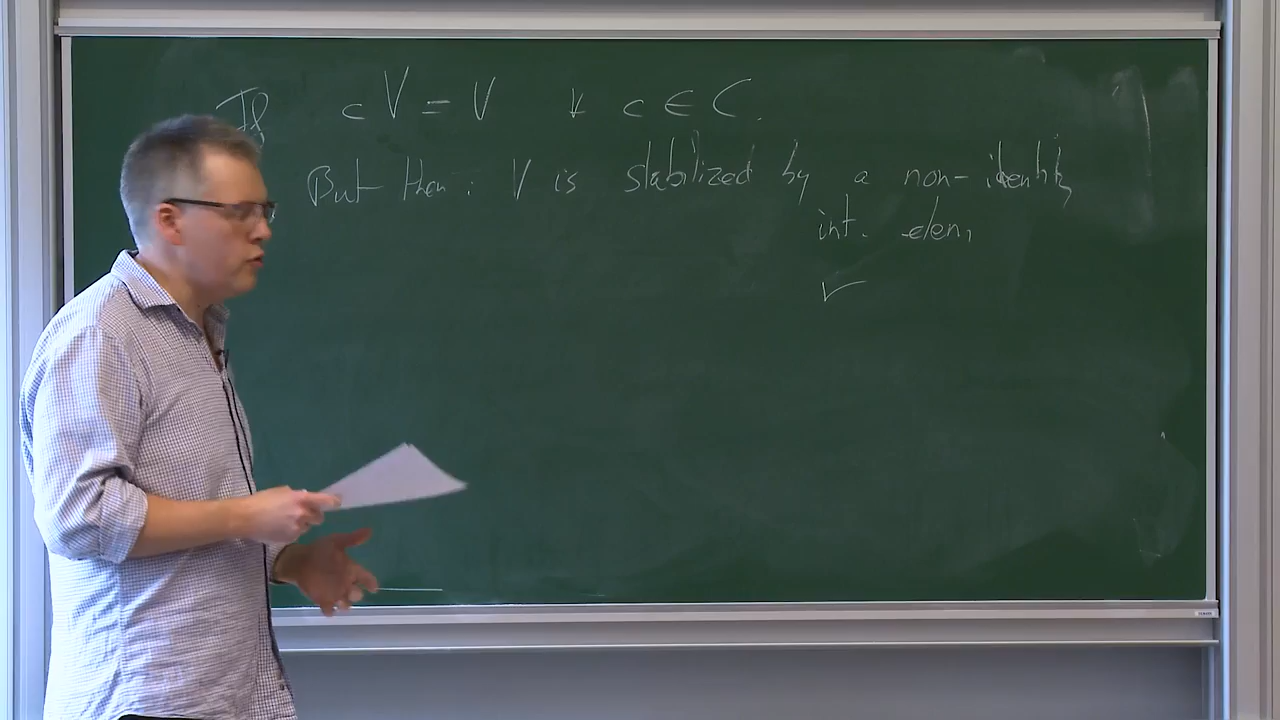 If cV = V ∀ c ∈ C.
But then: V is stabilized by a non-identity
int. elem.
✓